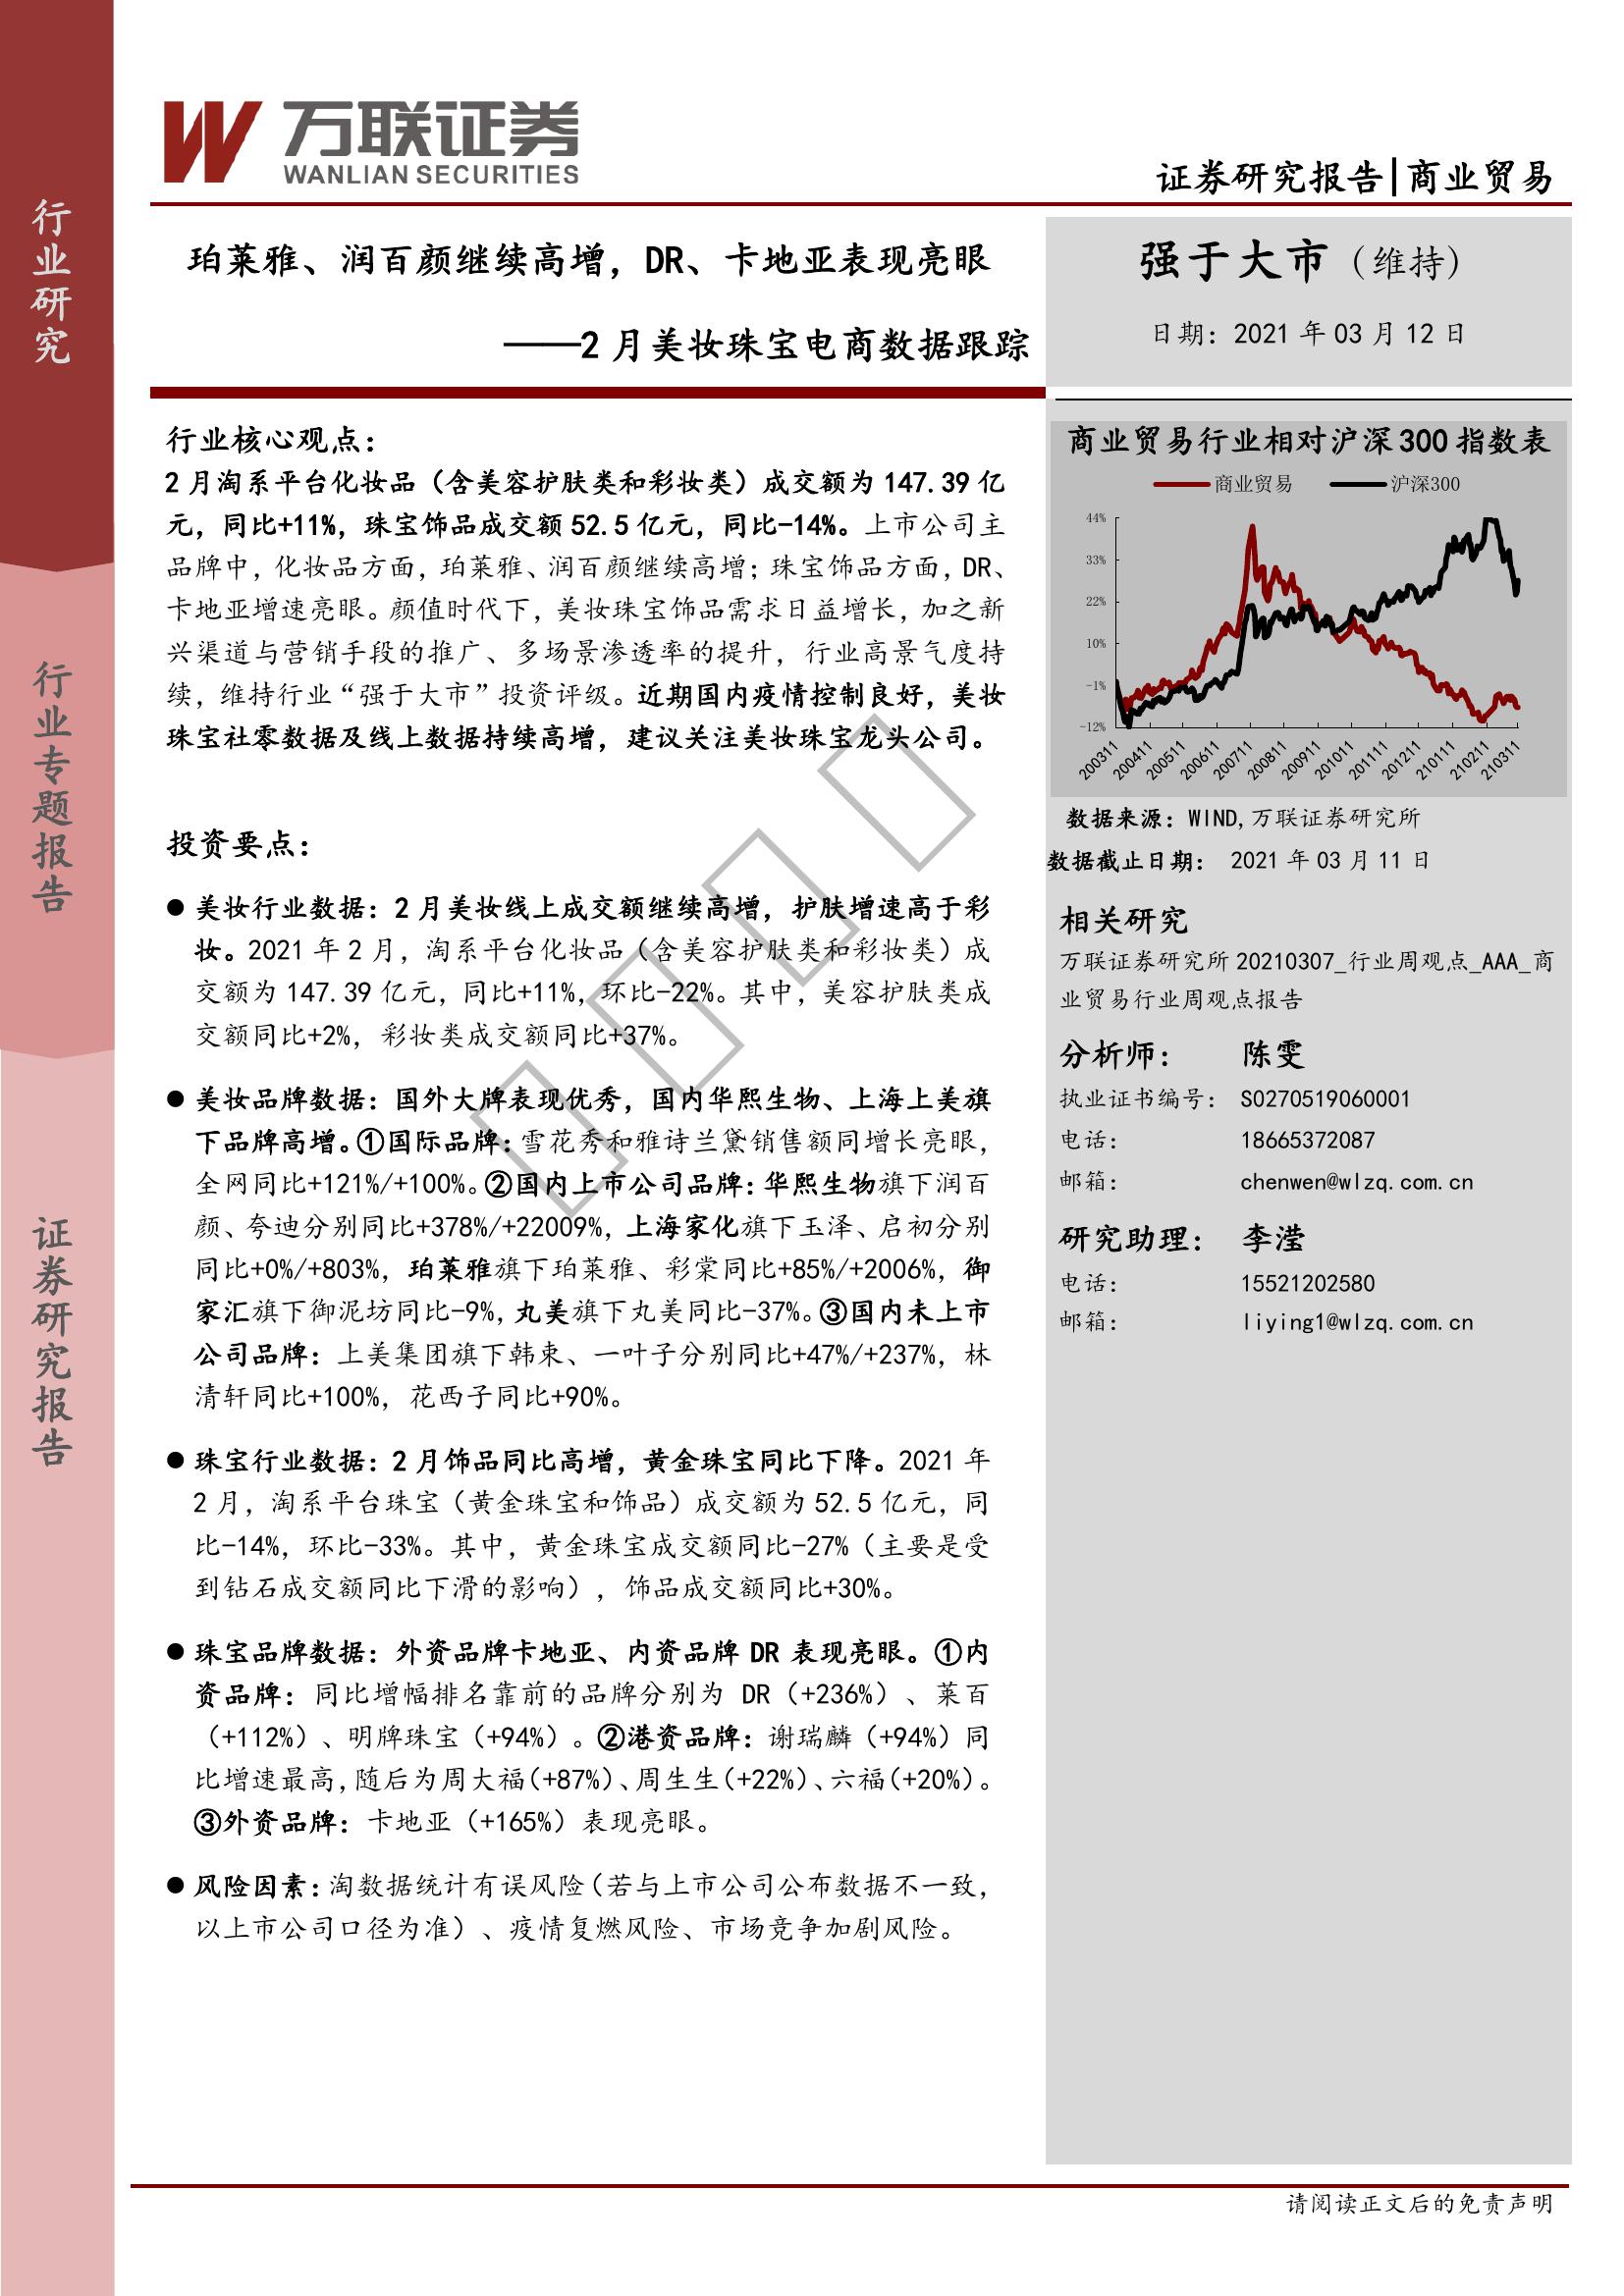 行业研究
行业专题报告
证券研究报告
万联证券
WANLIAN SECURITIES
证券研究报告|商业贸易
珀莱雅、润百颜继续高增，DR、卡地亚表现亮眼
——2月美妆珠宝电商数据跟踪
强于大市（维持）
日期：2021年03月12日
行业核心观点：
2月淘系平台化妆品（含美容护肤类和彩妆类）成交额为147.39亿
元，同比+11%，珠宝饰品成交额52.5亿元，同比-14%。上市公司主
品牌中，化妆品方面，珀莱雅、润百颜继续高增；珠宝饰品方面，DR、
卡地亚增速亮眼。颜值时代下，美妆珠宝饰品需求日益增长，加之新
兴渠道与营销手段的推广、多场景渗透率的提升，行业高景气度持
续，维持行业“强于大市”投资评级。近期国内疫情控制良好，美妆
珠宝社零数据及线上数据持续高增，建议关注美妆珠宝龙头公司。
投资要点：
● 美妆行业数据：2月美妆线上成交额继续高增，护肤增速高于彩
妆。2021年2月，淘系平台化妆品（含美容护肤类和彩妆类）成
交额为147.39亿元，同比+11%，环比-22%。其中，美容护肤类成
交额同比+2%，彩妆类成交额同比+37%。
● 美妆品牌数据：国外大牌表现优秀，国内华熙生物、上海上美旗
下品牌高增。①国际品牌：雪花秀和雅诗兰黛销售额同增长亮眼，
全网同比+121%/+100%。②国内上市公司品牌：华熙生物旗下润百
颜、夸迪分别同比+378%/+22009%，上海家化旗下玉泽、启初分别
同比+0%/+803%，珀莱雅旗下珀莱雅、彩棠同比+85%/+2006%，御
家汇旗下御泥坊同比-9%，丸美旗下丸美同比-37%。③国内未上市
公司品牌：上美集团旗下韩束、一叶子分别同比+47%/+237%，林
清轩同比+100%，花西子同比+90%。
● 珠宝行业数据：2月饰品同比高增，黄金珠宝同比下降。2021年
2月，淘系平台珠宝（黄金珠宝和饰品）成交额为52.5亿元，同
比-14%，环比-33%。其中，黄金珠宝成交额同比-27%（主要是受
到钻石成交额同比下滑的影响），饰品成交额同比+30%。
● 珠宝品牌数据：外资品牌卡地亚、内资品牌DR表现亮眼。①内
资品牌：同比增幅排名靠前的品牌分别为 DR（+236%）、莱百
（+112%）、明牌珠宝（+94%）。②港资品牌：谢瑞麟（+94%）同
比增速最高，随后为周大福（+87%）、周生生（+22%）、六福（+20%）。
③外资品牌：卡地亚（+165%）表现亮眼。
● 风险因素：淘数据统计有误风险（若与上市公司公布数据不一致，
以上市公司口径为准）、疫情复燃风险、市场竞争加剧风险。
商业贸易行业相对沪深300指数表
商业贸易 沪深300
44%
33%
22%
10%
-1%
-12%
200311 200411 200511 200611 200711 200811 200911 201011 201111 201211 210111 210211 210311
数据来源：WIND,万联证券研究所
数据截止日期： 2021年03月11日
相关研究
万联证券研究所20210307_行业周观点_AAA_商
业贸易行业周观点报告
分析师： 陈雯
执业证书编号： S0270519060001
电话： 18665372087
邮箱： chenwen@wlzq.com.cn
研究助理： 李滢
电话： 15521202580
邮箱： liying1@wlzq.com.cn
请阅读正文后的免责声明